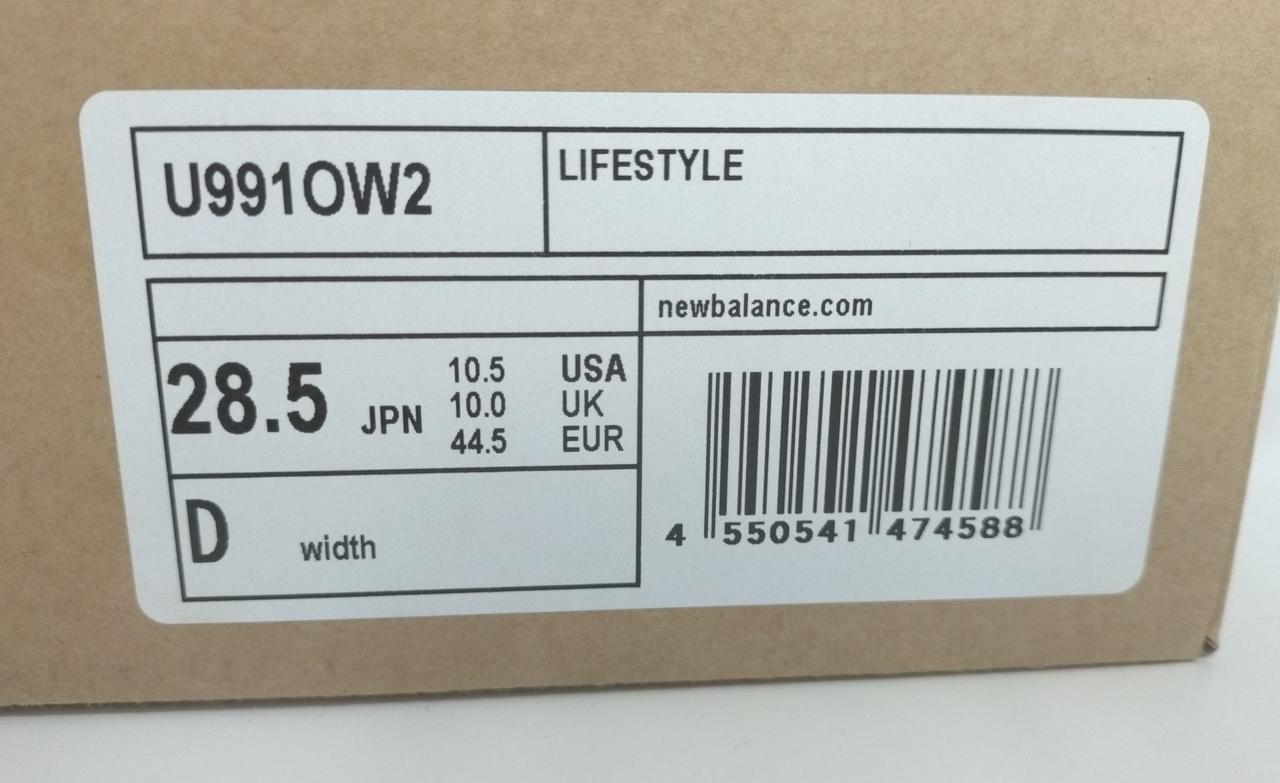 U991OW2
LIFESTYLE
newbalance.com
28.5 JPN
10.5 USA
10.0 UK
44.5 EUR
D width
4 550541 474588